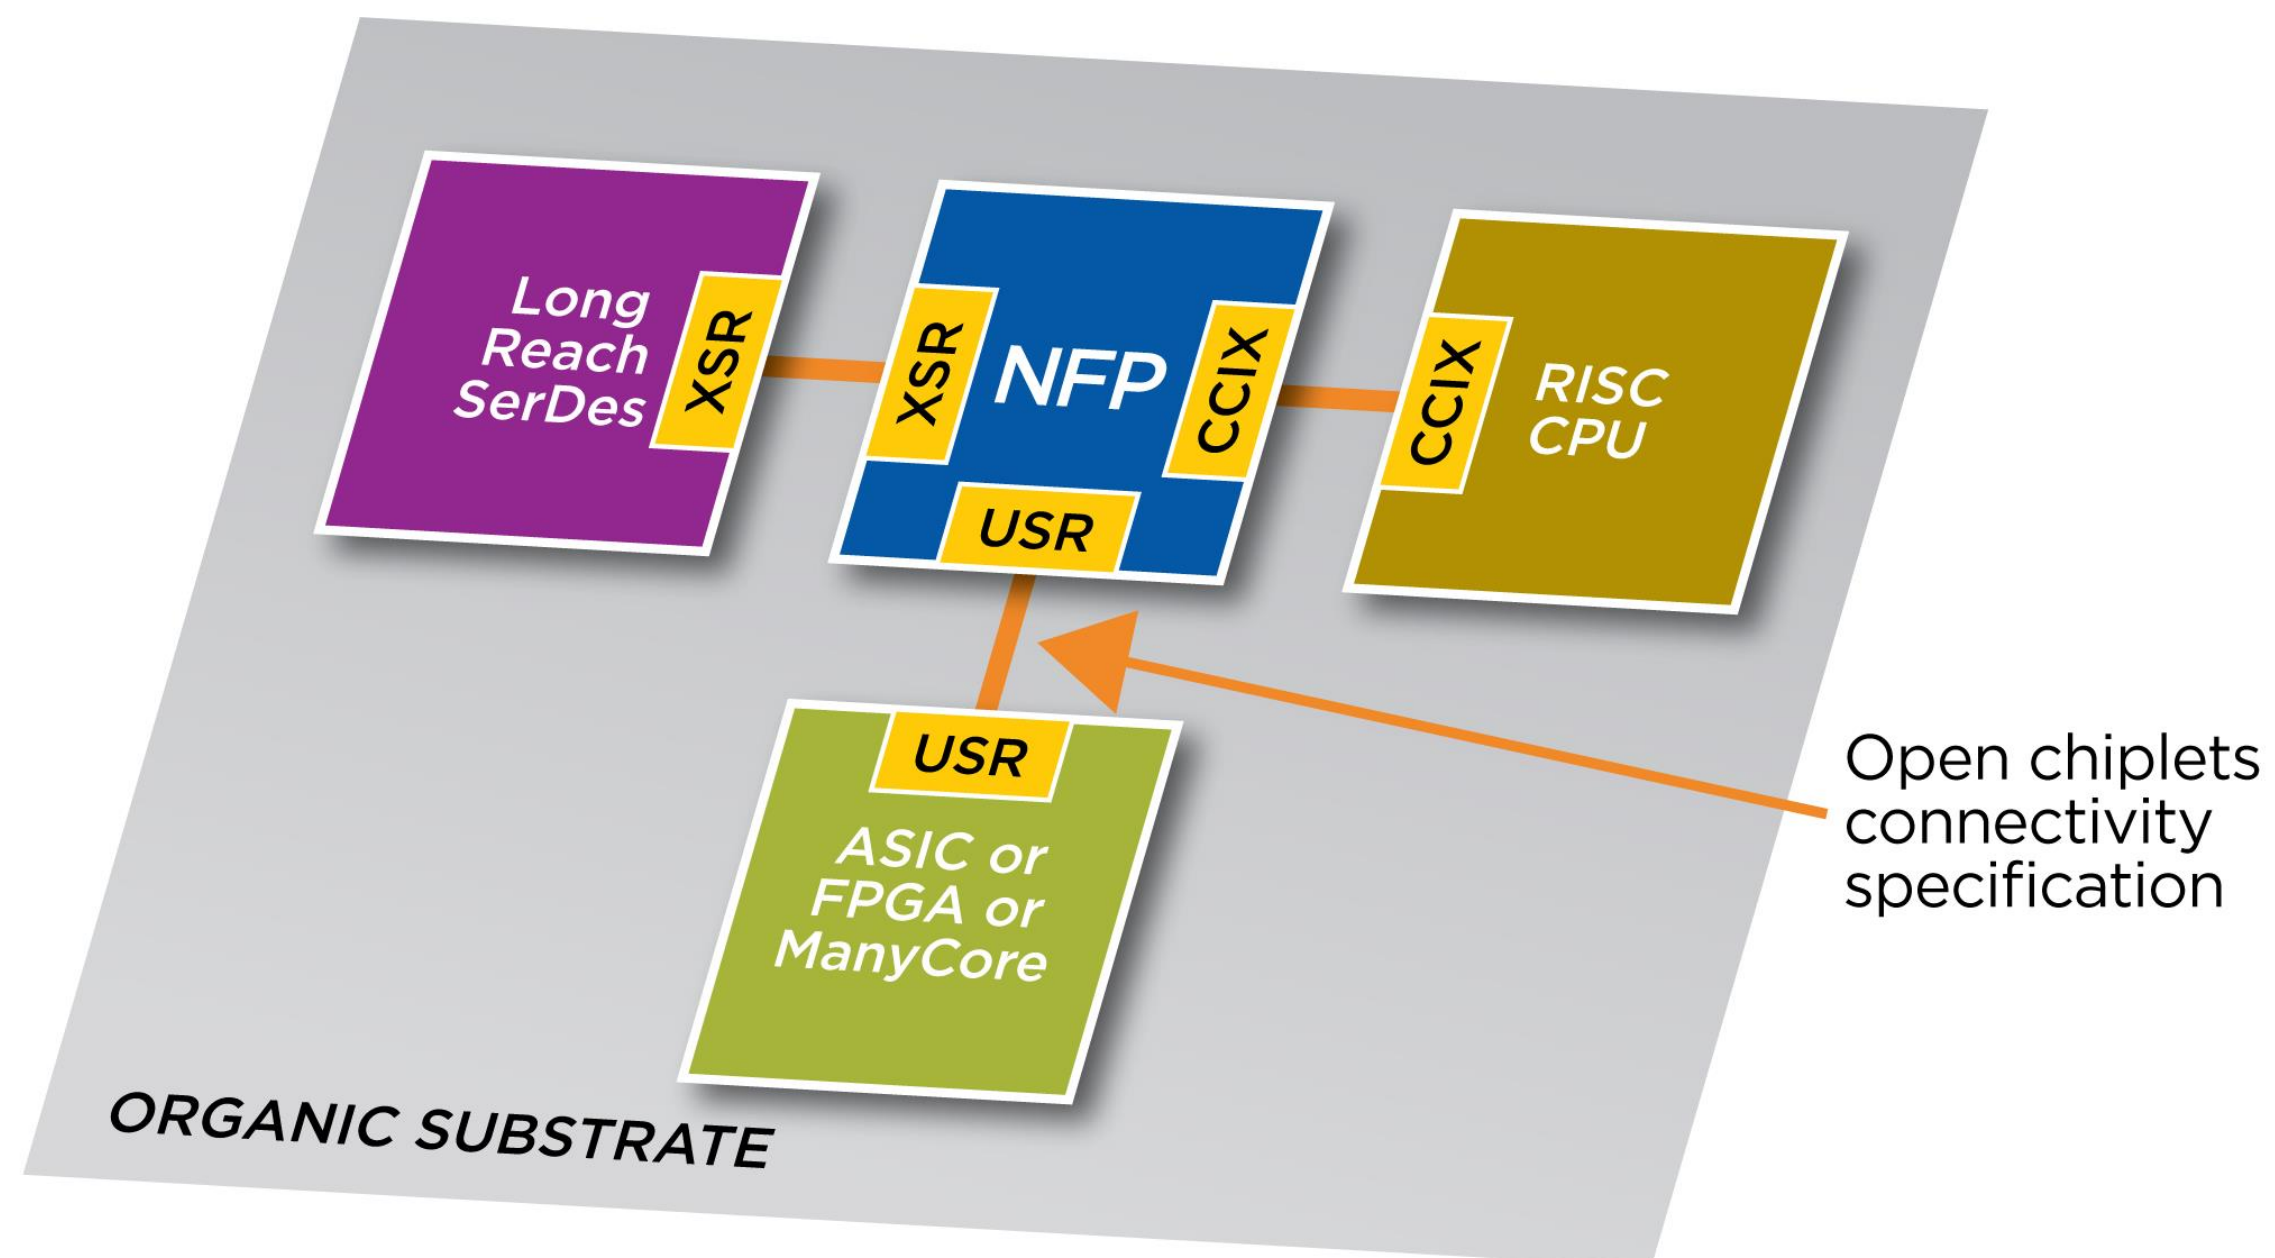 Long
Reach
SerDes
XSR
XSR
NFP
CCIX
USR
CCIX
RISC
CPU
USR
ASIC or
FPGA or
ManyCore
Open chiplets
connectivity
specification
ORGANIC SUBSTRATE